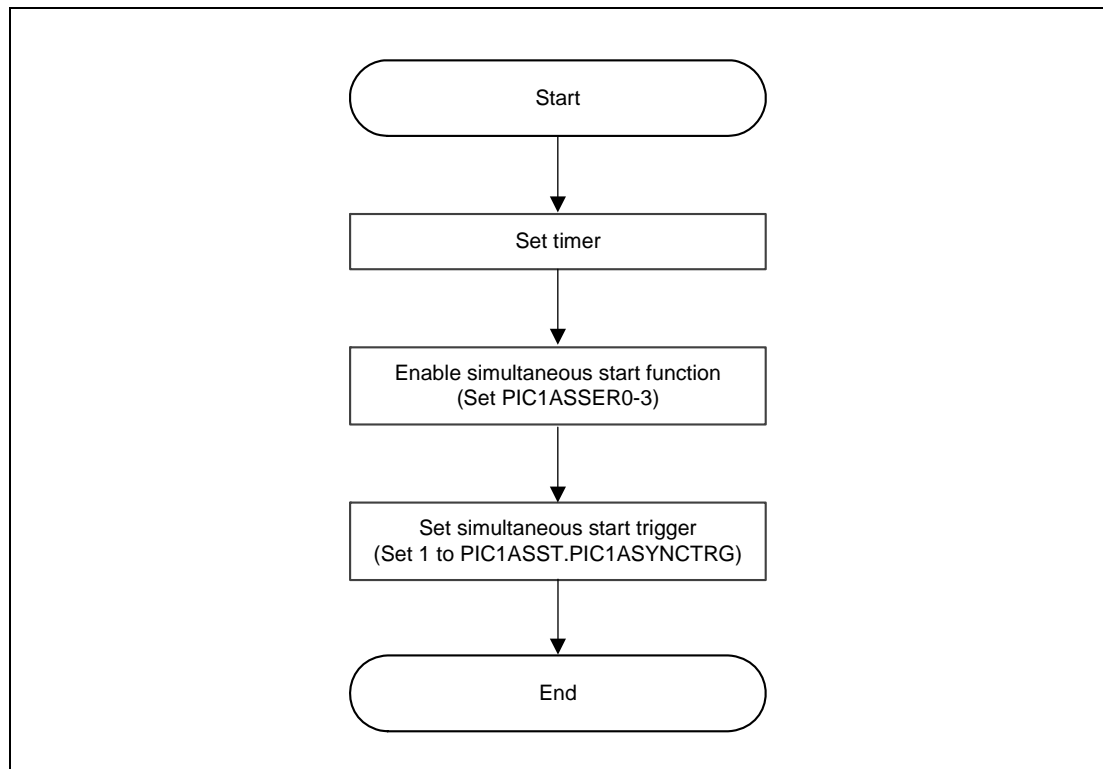 Start
Set timer
Enable simultaneous start function
(Set PIC1ASSER0-3)
Set simultaneous start trigger
(Set 1 to PIC1ASST.PIC1ASYNCTRG)
End